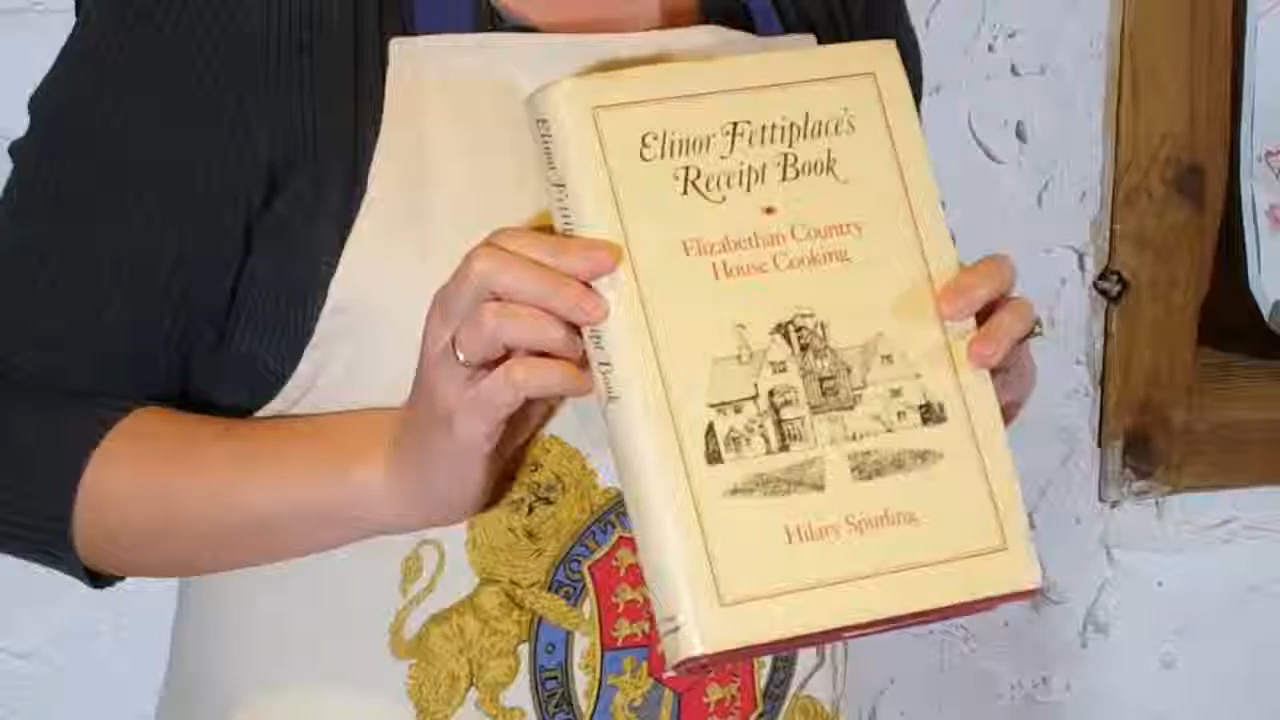 Elinor Fettiplace's
Receipt Book
Elizabethan Country
House Cooking
Hilary Spurling